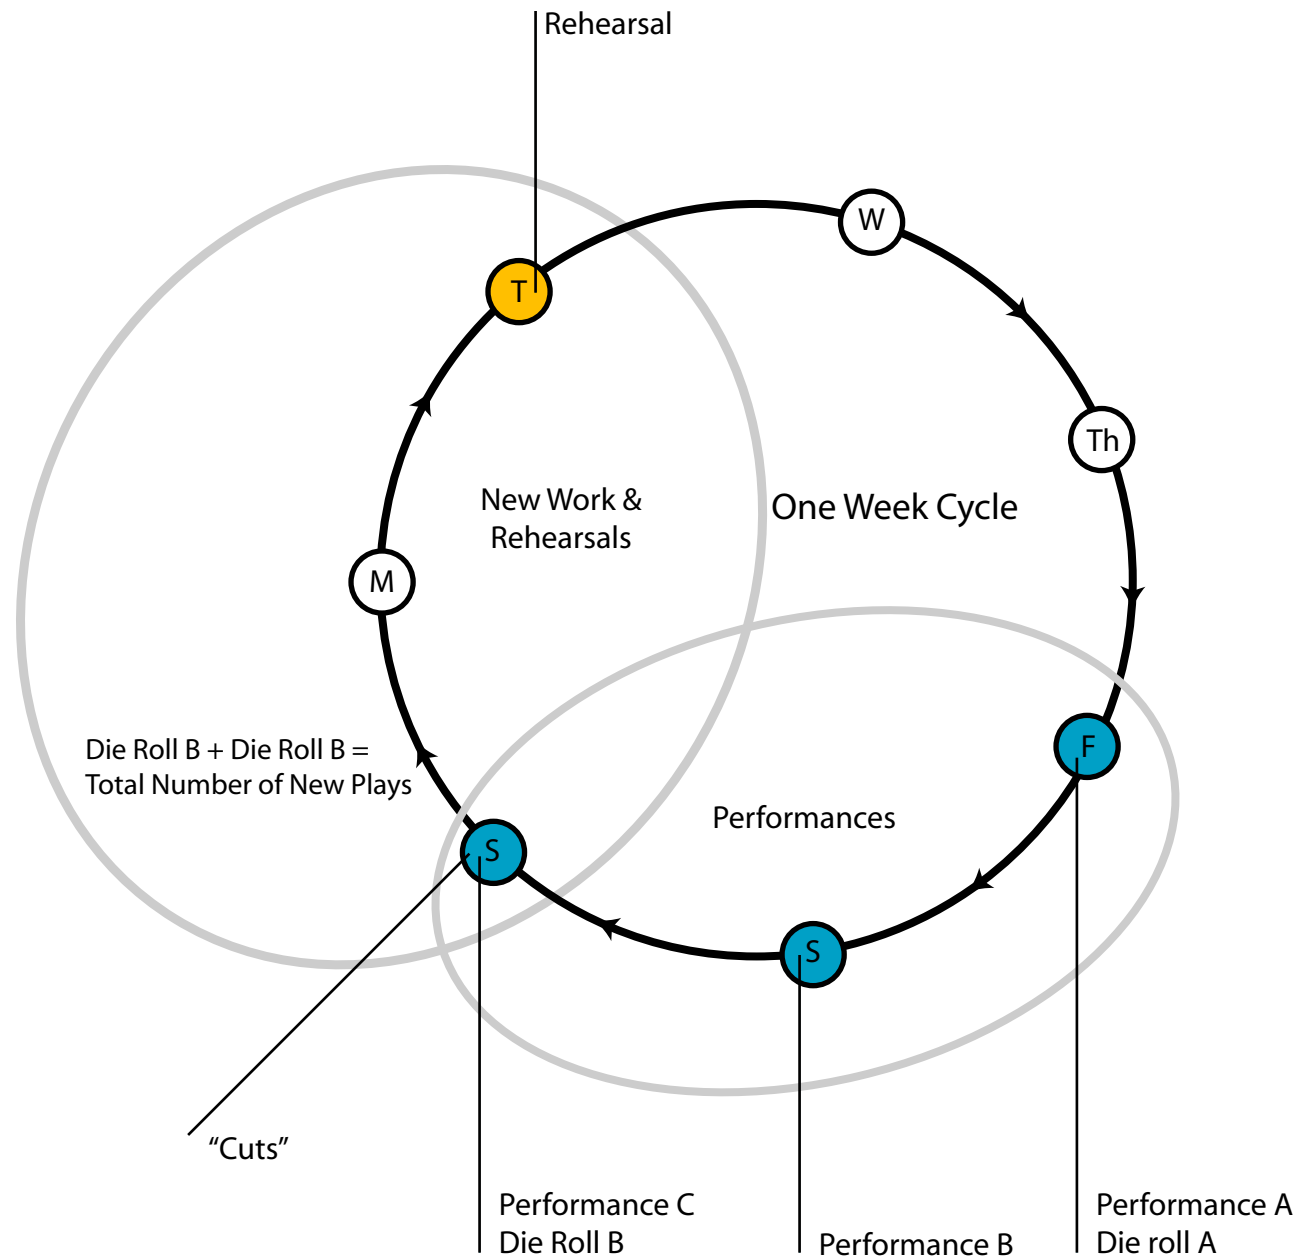 Rehearsal
W
T
Th
New Work &
Rehearsals
One Week Cycle
M
Die Roll B + Die Roll B =
Total Number of New Plays
F
Performances
S
S
“Cuts”
Performance C
Die Roll B
Performance B
Performance A
Die roll A